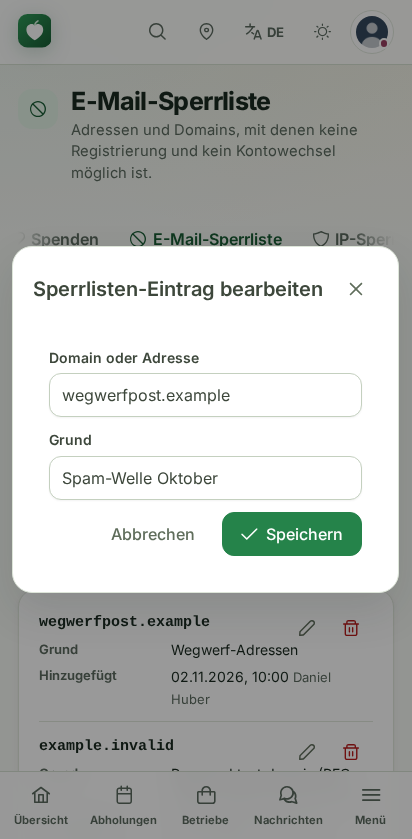 DE
E-Mail-Sperrliste
Adressen und Domains, mit denen keine
Registrierung und kein Kontowechsel
möglich ist.
Spenden
E-Mail-Sperrliste
IP-Sper
Sperrlisten-Eintrag bearbeiten
Domain oder Adresse
wegwerfpost.example
Grund
Spam-Welle Oktober
Abbrechen
Speichern
wegwerfpost.example
Grund
Wegwerf-Adressen
Hinzugefügt
02.11.2026, 10:00 Daniel
Huber
example.invalid
Übersicht
Abholungen
Betriebe
Nachrichten
Menü